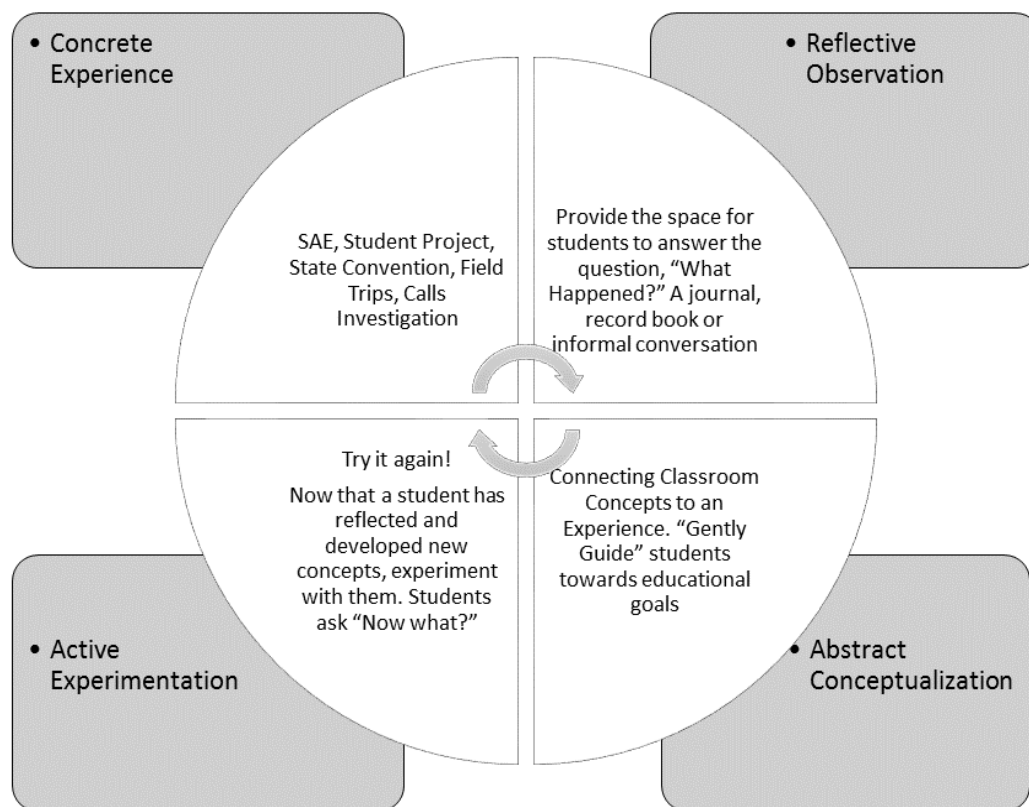 • Concrete
Experience
• Reflective
Observation
SAE, Student Project,
State Convention, Field
Trips, Calls
Investigation
Provide the space for
students to answer the
question, “What
Happened?” A journal,
record book or
informal conversation
Try it again!
Now that a student has
reflected and
developed new
concepts, experiment
with them. Students
ask “Now what?”
Connecting Classroom
Concepts to an
Experience. “Gently
Guide” students
towards educational
goals
• Active
Experimentation
• Abstract
Conceptualization